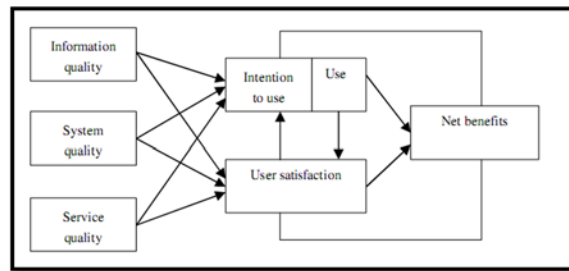 Information
quality
System
quality
Service
quality
Intention
to use
Use
User satisfaction
Net benefits